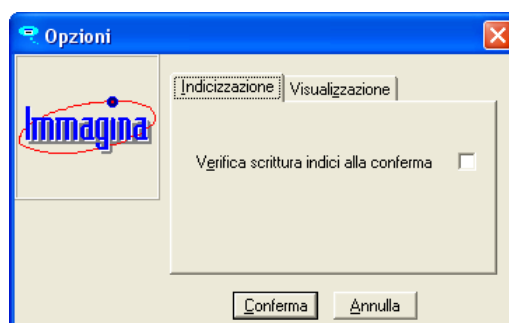 Opzioni
Immagina
Indicizzazione Visualizzazione
Verifica scrittura indici alla conferma
Conferma Annulla